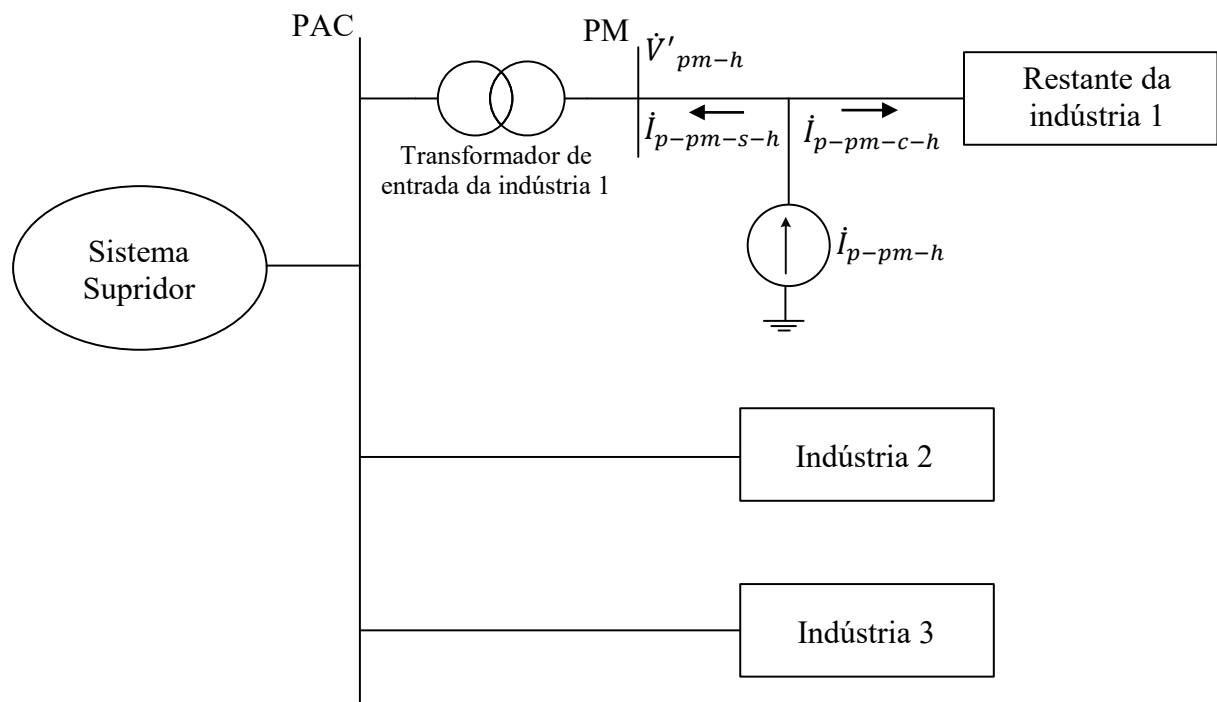 PAC
PM
V̇'pm-h
İp-pm-s-h
İp-pm-c-h
Restante da
indústria 1
Transformador de
entrada da indústria 1
İp-pm-h
Sistema
Supridor
Indústria 2
Indústria 3